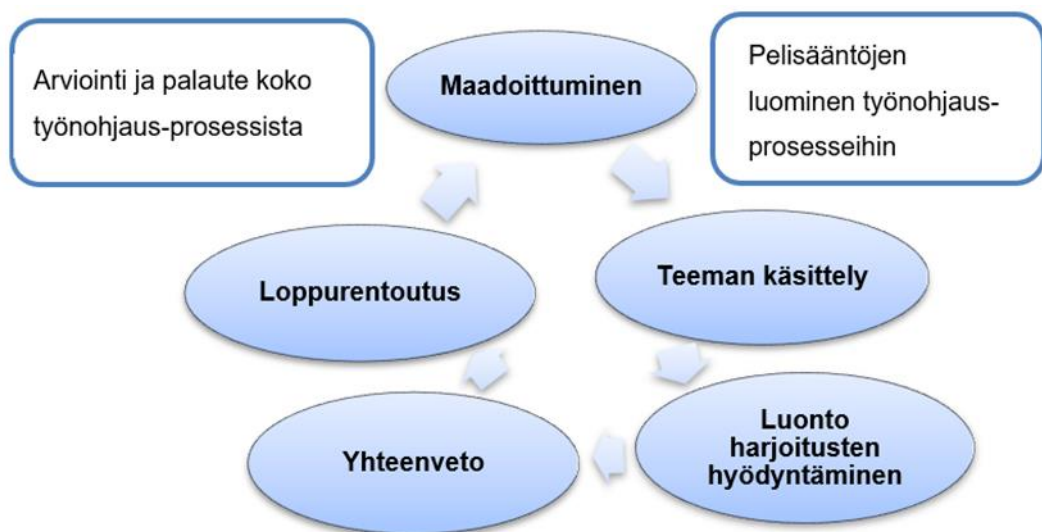 Arviointi ja palaute koko
työnohjaus-prosessista
Maadoittuminen
Pelisääntöjen
luominen työnohjaus-
prosesseihin
Loppurentoutus
Teeman käsittely
Yhteenveto
Luonto
harjoitusten
hyödyntäminen